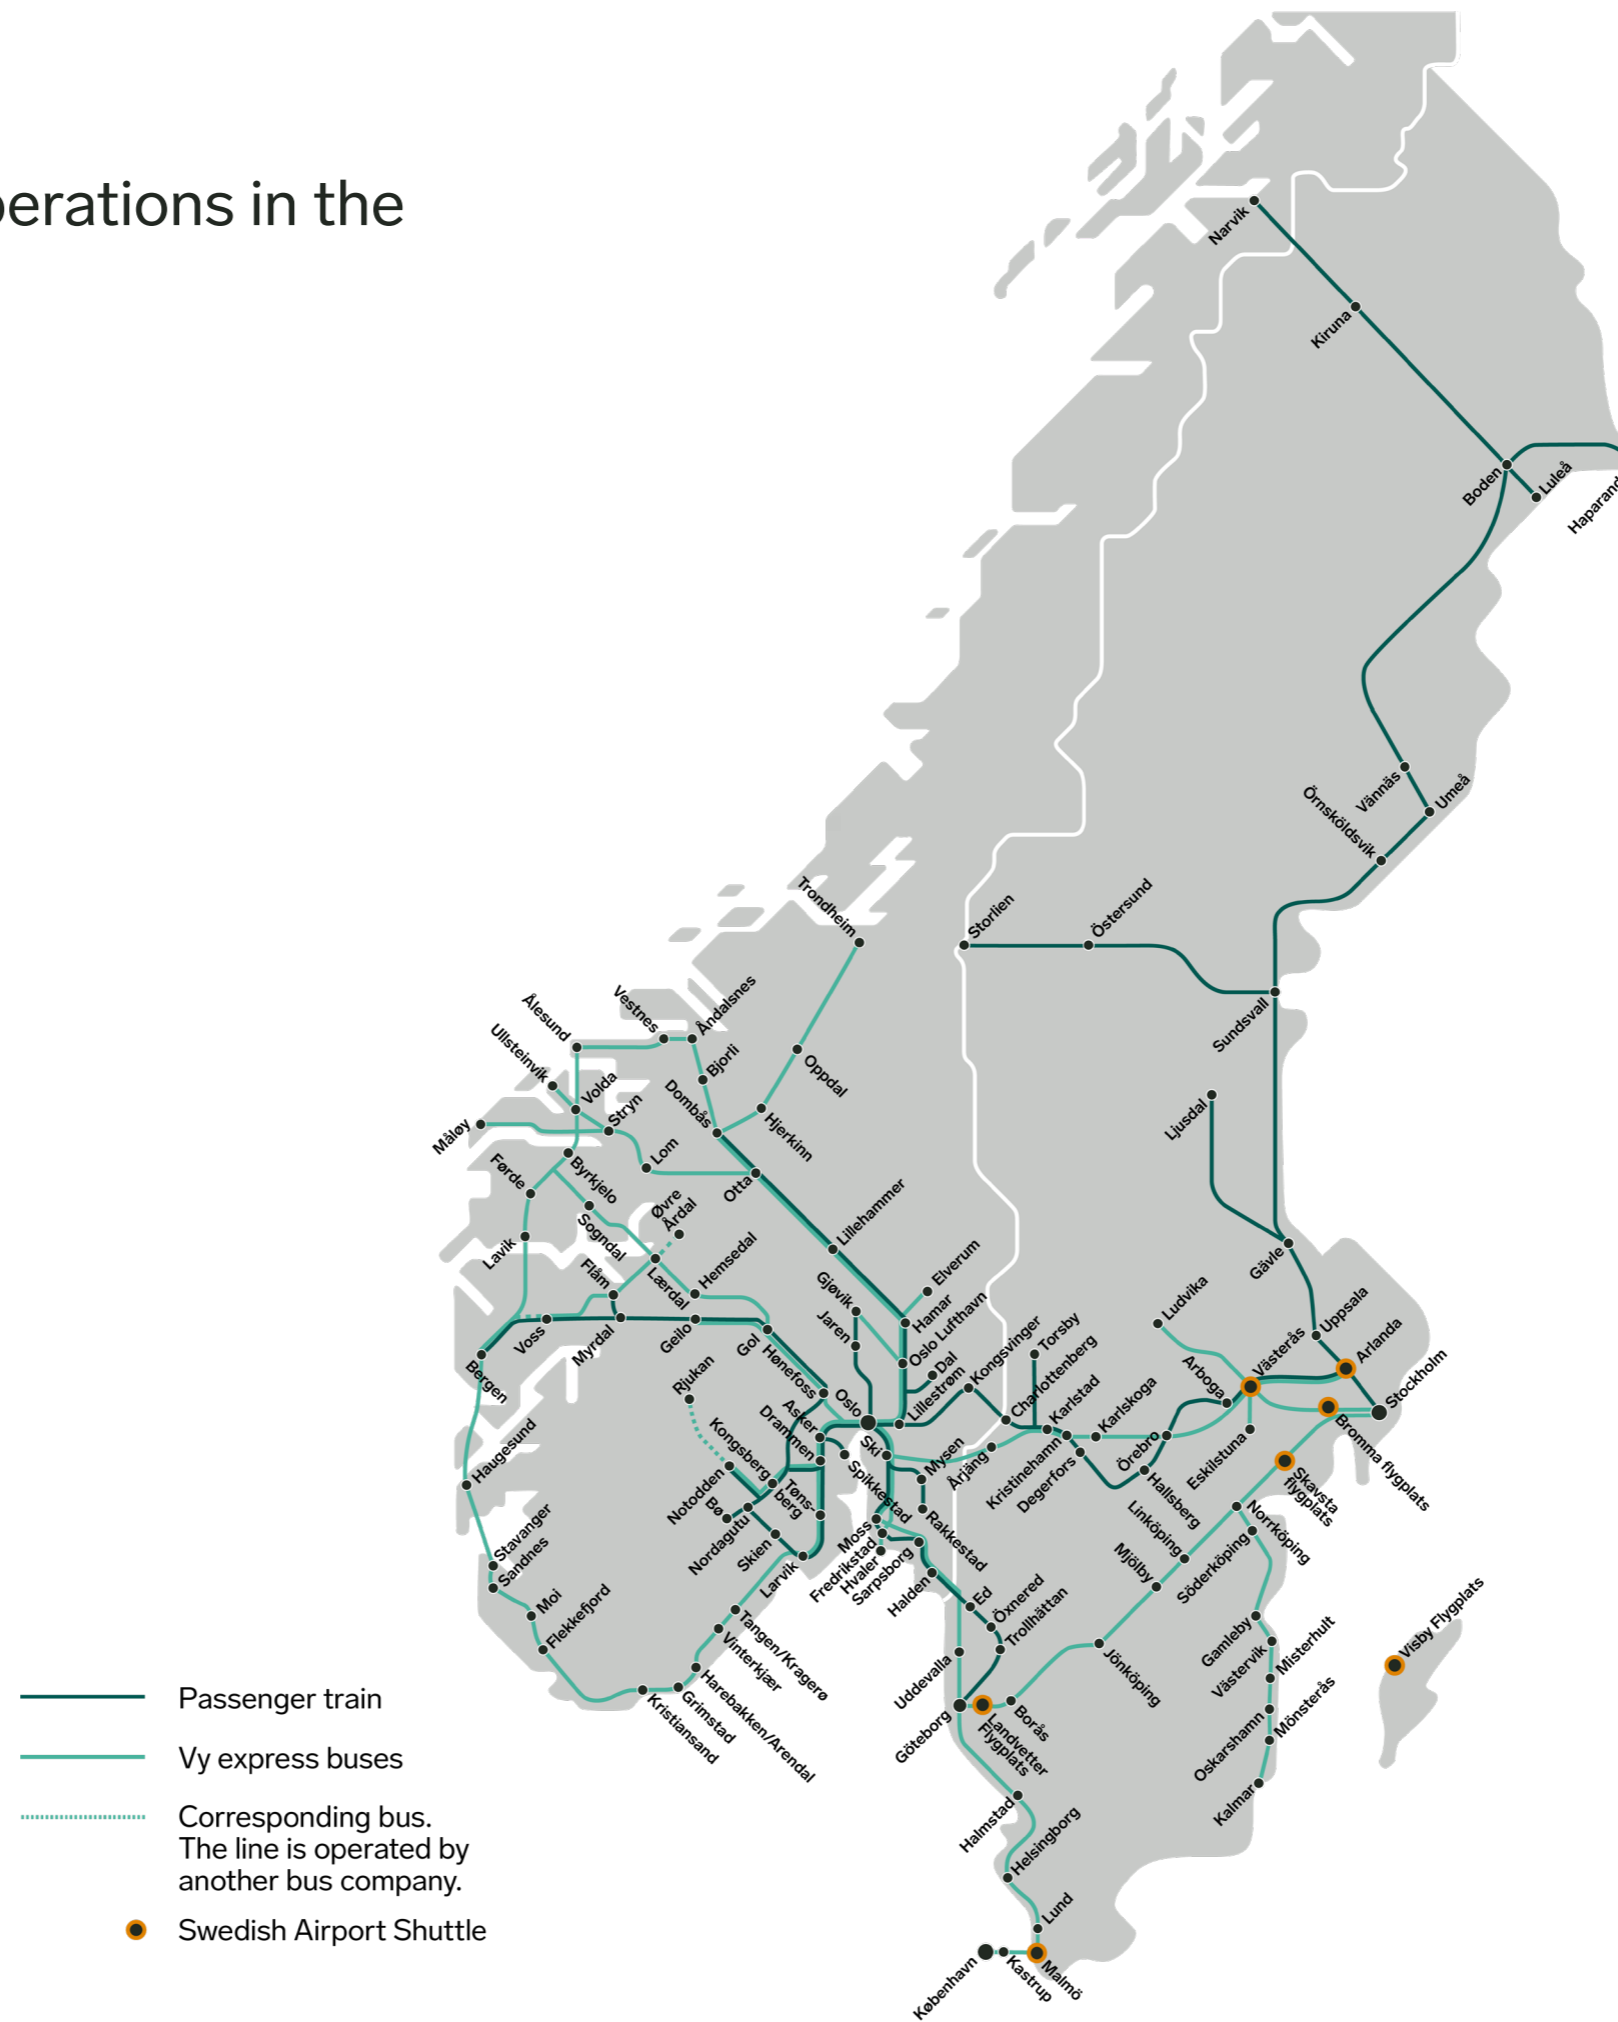 perations in the
Narvik
Kiruna
Boden
Luleå
Haparand
Vännäs
Umeå
Örnsköldsvik
Trondheim
Storlien
Östersund
Sundsvall
Ålesund
Vestnes
Åndalsnes
Ullsteinvik
Bjorli
Oppdal
Volda
Dombås
Stryn
Hjerkinn
Måløy
Ljusdal
Lom
Byrkjelo
Førde
Otta
Øvre
Årdal
Lillehammer
Sogndal
Lavik
Hemsedal
Elverum
Gävle
Flåm
Lærdal
Gjøvik
Hamar
Ludvika
Uppsala
Voss
Myrdal
Geilo
Gol
Jaren
Oslo Lufthavn
Kongsvinger
Torsby
Västerås
Arlanda
Bergen
Hønefoss
Dal
Charlottenberg
Arboga
Stockholm
Rjukan
Oslo
Lillestrøm
Karlstad
Karlskoga
Bromma flygplats
Asker
Drammen
Ski
Mysen
Årjäng
Kristinehamn
Degerfors
Örebro
Hallsberg
Eskilstuna
Skavsta
flygplats
Haugesund
Kongsberg
Notodden
Spikkestad
Tøns-
berg
Bø
Nordagutu
Skien
Larvik
Moss
Fredrikstad
Hvaler
Sarpsborg
Rakkestad
Halden
Linköping
Norrköping
Mjölby
Söderköping
Stavanger
Sandnes
Moi
Flekkefjord
Ed
Öxnered
Trollhättan
Tangen/Kragerø
Vinterkjær
Harebakken/Arendal
Grimstad
Kristiansand
Uddevalla
Jönköping
Gamleby
Västervik
Misterhult
Visby Flygplats
Göteborg
Landvetter
Flygplats
Borås
Oskarshamn
Mönsterås
Kalmar
Halmstad
Helsingborg
Lund
København
Kastrup
Malmö
Passenger train
Vy express buses
Corresponding bus.
The line is operated by
another bus company.
Swedish Airport Shuttle